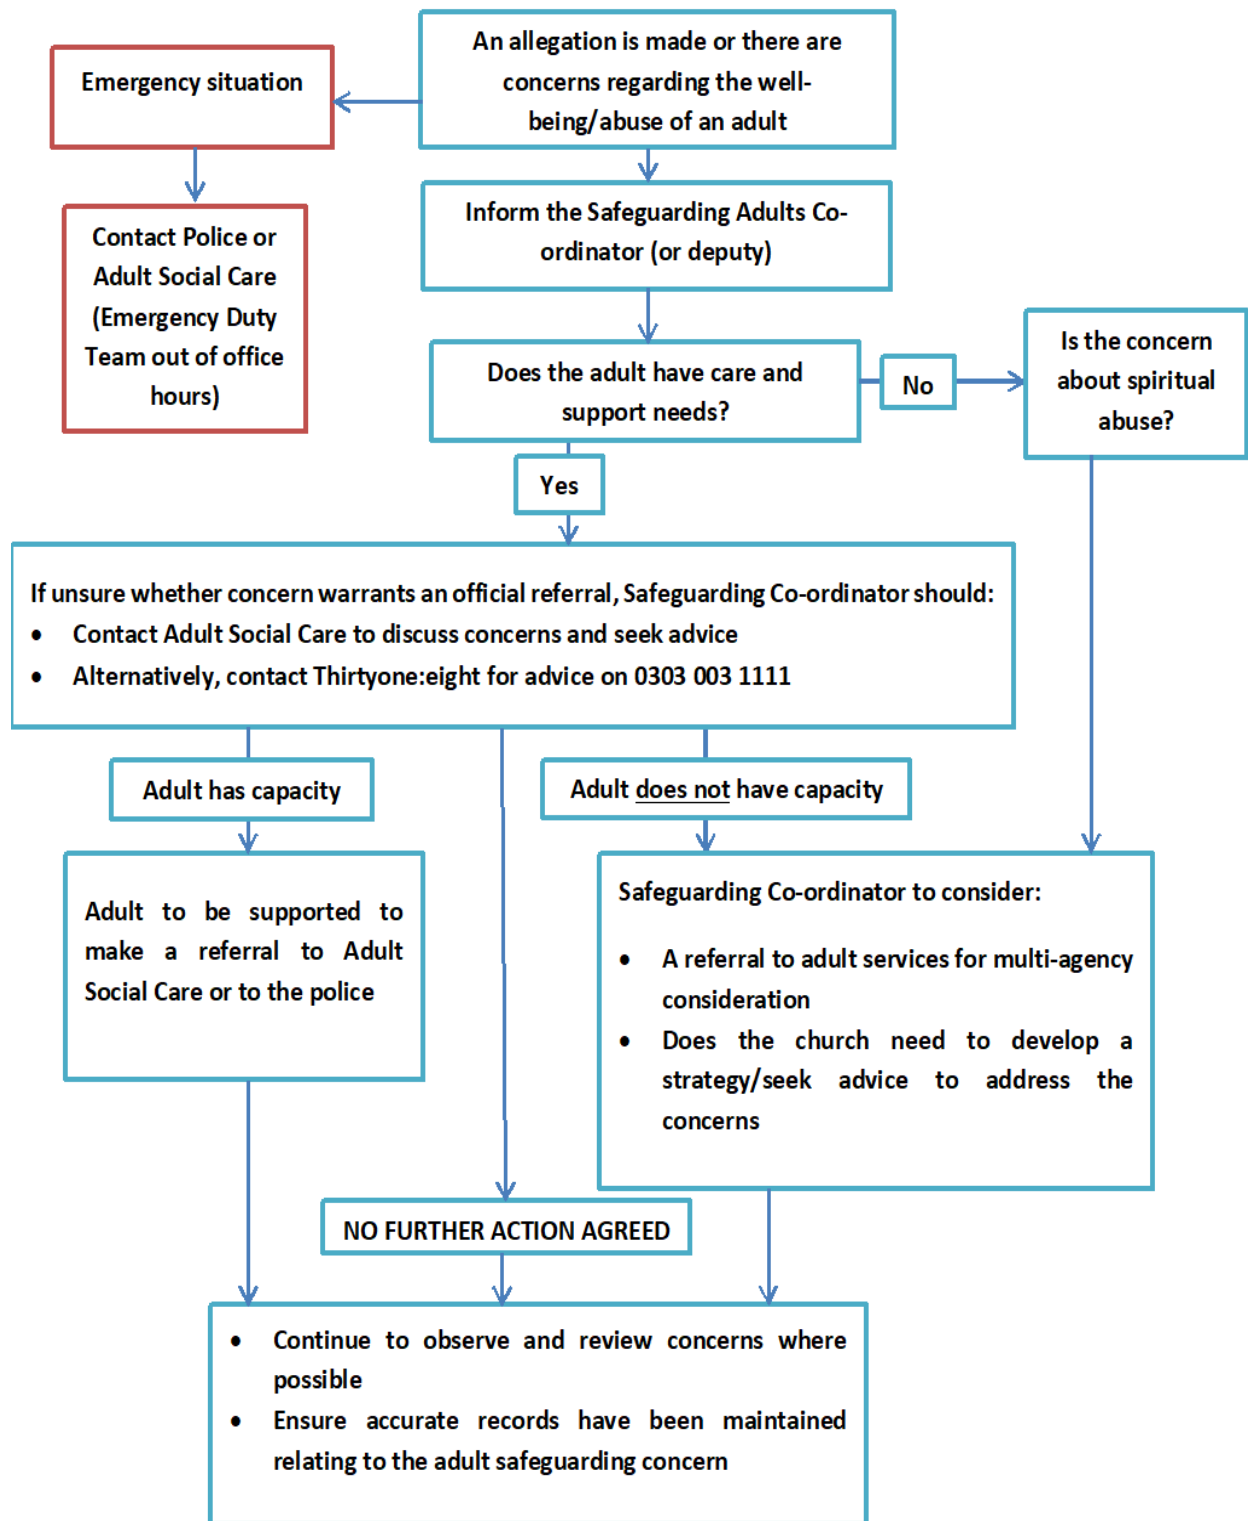 An allegation is made or there are
concerns regarding the well-
being/abuse of an adult
Emergency situation
Contact Police or
Adult Social Care
(Emergency Duty
Team out of office
hours)
Inform the Safeguarding Adults Co-
ordinator (or deputy)
Does the adult have care and
support needs?
No
Is the concern
about spiritual
abuse?
Yes
If unsure whether concern warrants an official referral, Safeguarding Co-ordinator should:
• Contact Adult Social Care to discuss concerns and seek advice
• Alternatively, contact Thirtyone:eight for advice on 0303 003 1111
Adult has capacity
Adult does not have capacity
Adult to be supported to
make a referral to Adult
Social Care or to the police
Safeguarding Co-ordinator to consider:
• A referral to adult services for multi-agency
consideration
• Does the church need to develop a
strategy/seek advice to address the
concerns
NO FURTHER ACTION AGREED
• Continue to observe and review concerns where
possible
• Ensure accurate records have been maintained
relating to the adult safeguarding concern